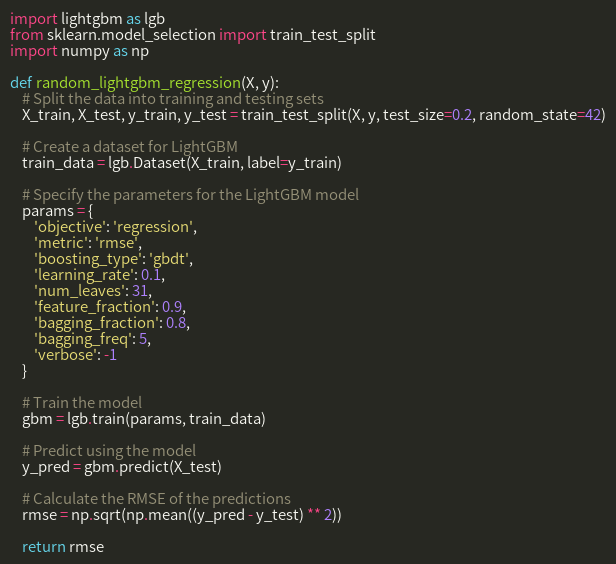 import lightgbm as lgb
from sklearn.model_selection import train_test_split
import numpy as np

def random_lightgbm_regression(X, y):
    # Split the data into training and testing sets
    X_train, X_test, y_train, y_test = train_test_split(X, y, test_size=0.2, random_state=42)

    # Create a dataset for LightGBM
    train_data = lgb.Dataset(X_train, label=y_train)

    # Specify the parameters for the LightGBM model
    params = {
        'objective': 'regression',
        'metric': 'rmse',
        'boosting_type': 'gbdt',
        'learning_rate': 0.1,
        'num_leaves': 31,
        'feature_fraction': 0.9,
        'bagging_fraction': 0.8,
        'bagging_freq': 5,
        'verbose': -1
    }

    # Train the model
    gbm = lgb.train(params, train_data)

    # Predict using the model
    y_pred = gbm.predict(X_test)

    # Calculate the RMSE of the predictions
    rmse = np.sqrt(np.mean((y_pred - y_test) ** 2))

    return rmse